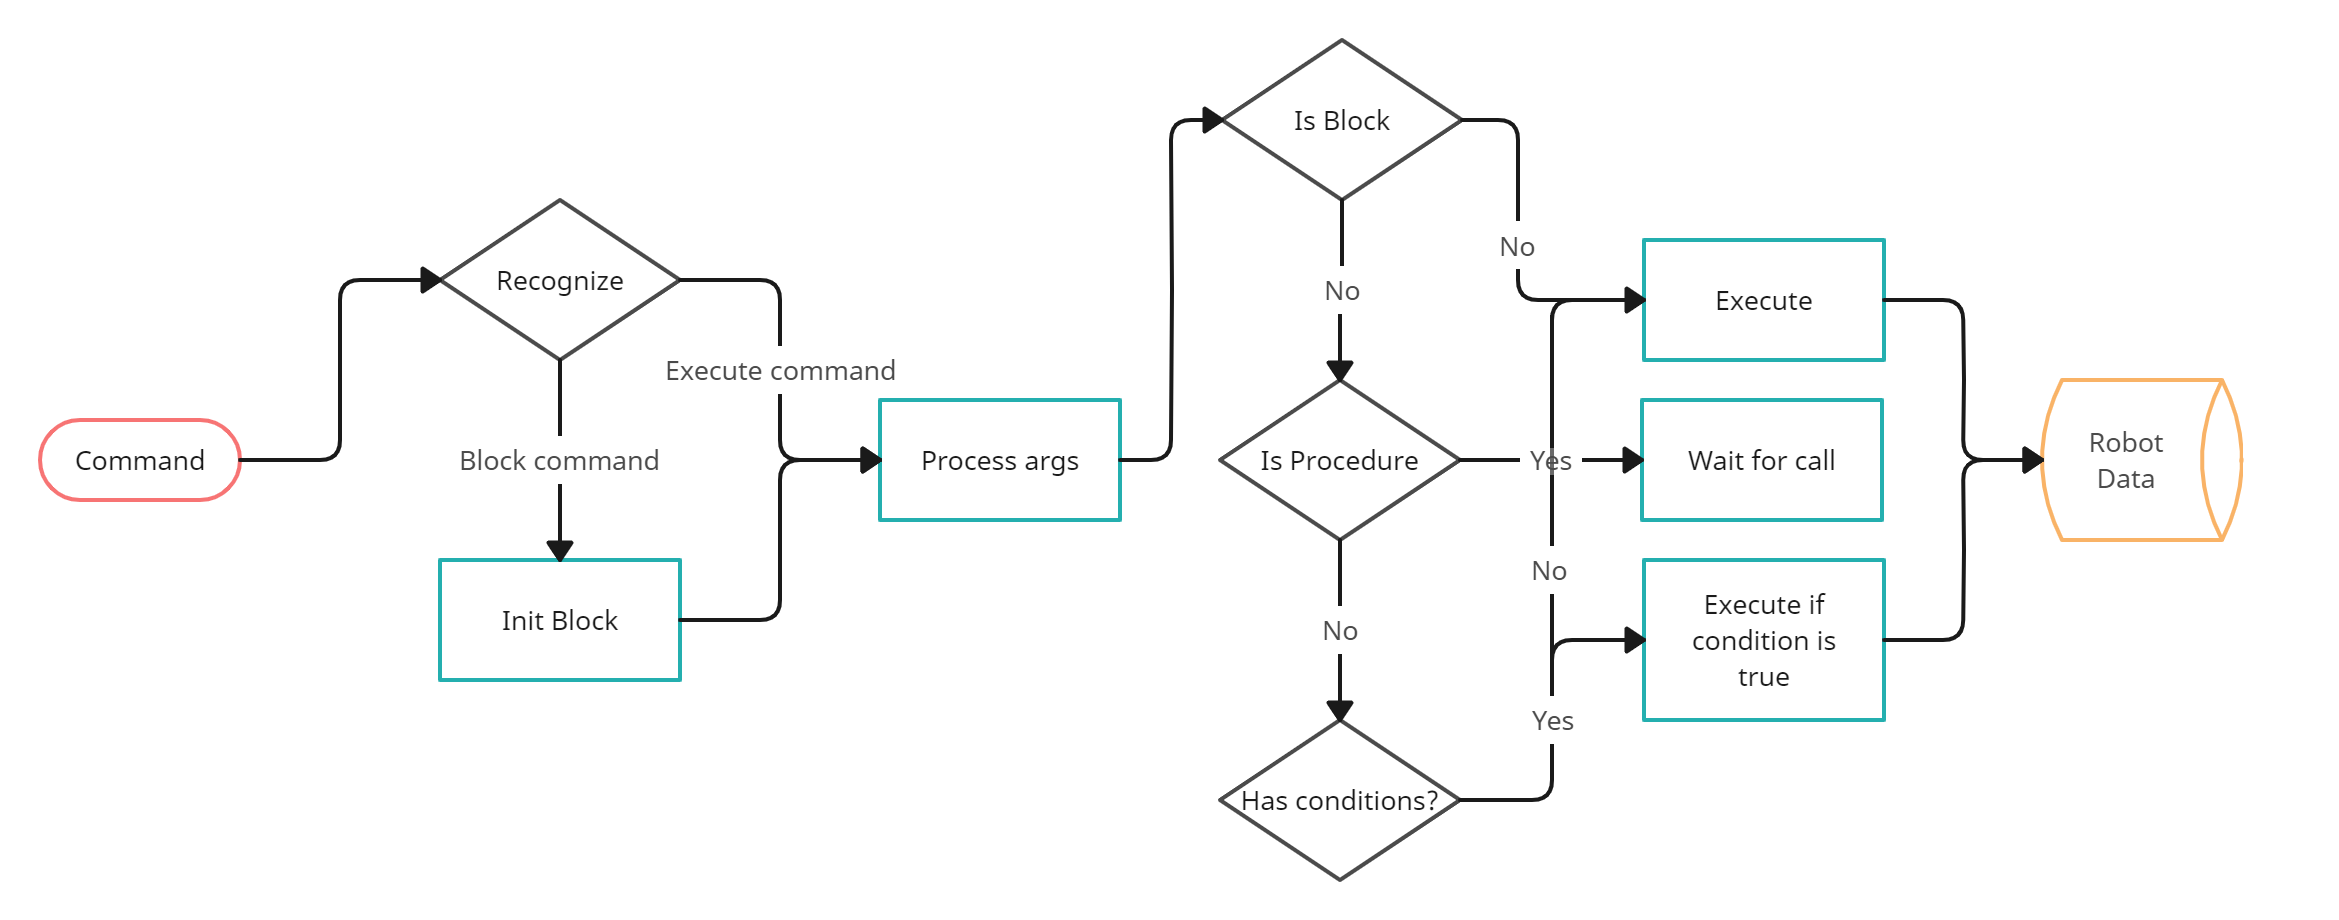 Command
Recognize
Execute command
Block command
Init Block
Process args
Is Block
No
No
Is Procedure
Yes
No
No
Has conditions?
Yes
Execute
Wait for call
Execute if
condition is
true
Robot
Data